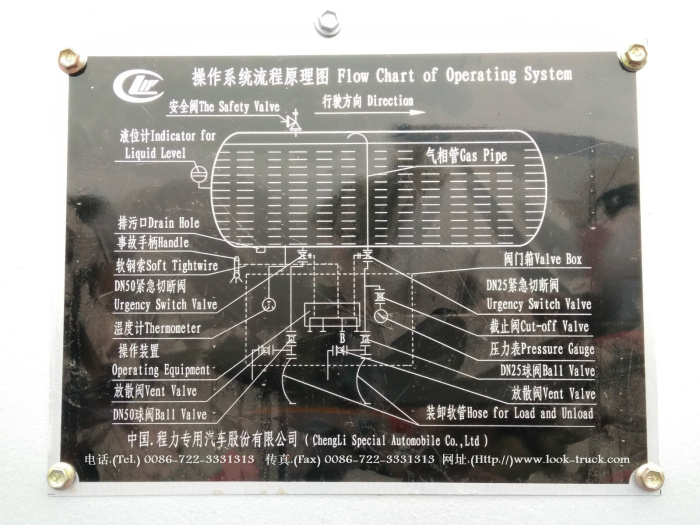 操作系统流程原理图 Flow Chart of Operating System
安全阀The Safety Valve
行驶方向 Direction
液位计Indicator for
Liquid Level
气相管Gas Pipe
排污口Drain Hole
事故手柄Handle
软钢索Soft Tightwire
阀门箱Valve Box
DN50紧急切断阀
Urgency Switch Valve
DN25紧急切断阀
Urgency Switch Valve
温度计Thermometer
截止阀Cut-off Valve
操作装置
Operating Equipment
B
压力表Pressure Gauge
DN25球阀Ball Valve
放散阀Vent Valve
放散阀Vent Valve
DN50球阀Ball Valve
装卸软管Hose for Load and Unload
中国.程力专用汽车股份有限公司(ChengLi Special Automobile Co.,Ltd)
电话.(Tel.) 0086-722-3331313 传真.(Fax) 0086-722-3331313 网址.(Http://)www.look-truck.com